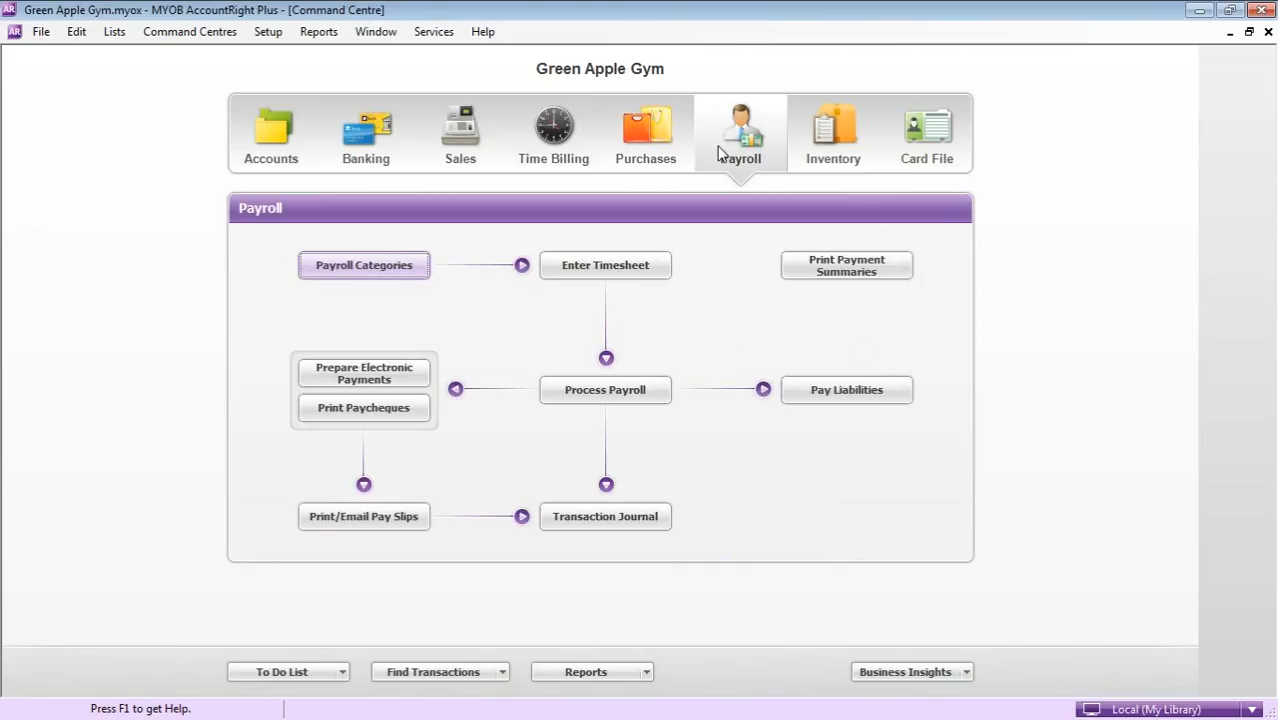 Green Apple Gym.myox - MYOB AccountRight Plus - [Command Centre]
AR File Edit Lists Command Centres Setup Reports Window Services Help
Green Apple Gym
Accounts Banking Sales Time Billing Purchases Payroll Inventory Card File
Payroll
Payroll Categories
Enter Timesheet
Print Payment
Summaries
Prepare Electronic
Payments
Print Paycheques
Process Payroll
Pay Liabilities
Print/Email Pay Slips
Transaction Journal
To Do List Find Transactions Reports Business Insights
Press F1 to get Help. Local (My Library)